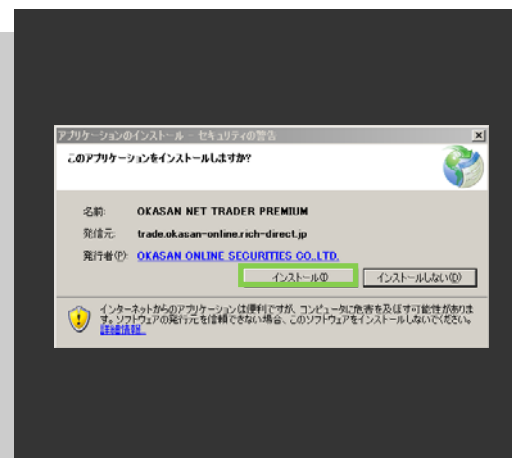 アプリケーションのインストール - セキュリティの警告
このアプリケーションをインストールしますか?
名前: OKASAN NET TRADER PREMIUM
発信元: trade.okasan-online.rich-direct.jp
発行者(P): OKASAN ONLINE SECURITIES CO.,LTD.
インストール(I) インストールしない(D)
インターネットからのアプリケーションは便利ですが、コンピュータに危害を及ぼす可能性がありま
す。ソフトウェアの発行元を信頼できない場合、このソフトウェアをインストールしないでください。
詳細情報...